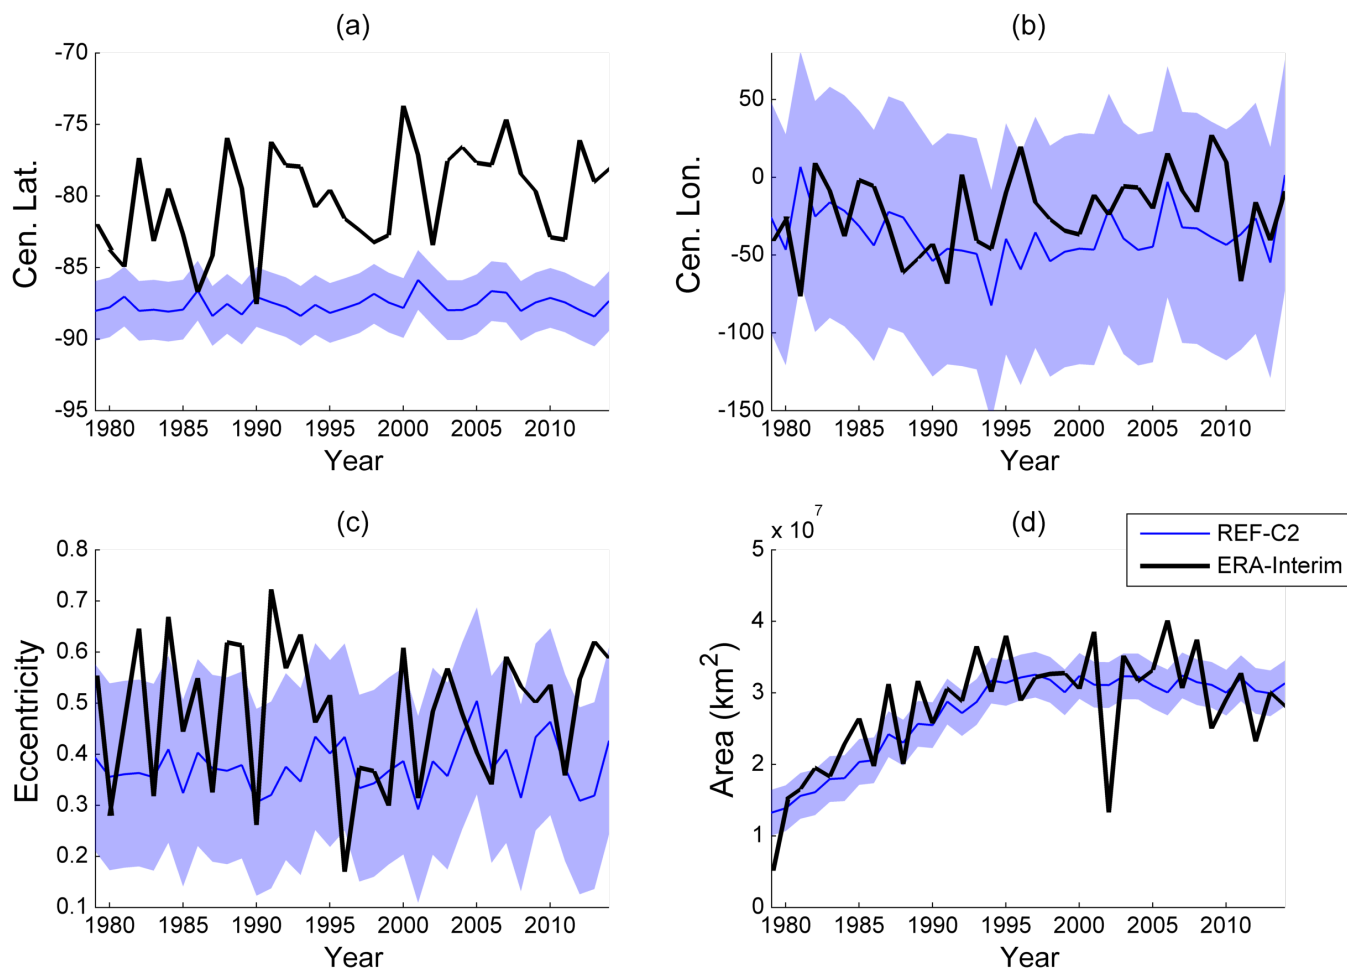 (a)
-70
-75
-80
-85
-90
-95
Cen. Lat.
1980 1985 1990 1995 2000 2005 2010
Year
(b)
50
0
-50
-100
-150
Cen. Lon.
1980 1985 1990 1995 2000 2005 2010
Year
(c)
0.8
0.7
0.6
0.5
0.4
0.3
0.2
0.1
Eccentricity
1980 1985 1990 1995 2000 2005 2010
Year
(d)
x 10^7
5
4
3
2
1
0
Area (km²)
REF-C2
ERA-Interim
1980 1985 1990 1995 2000 2005 2010
Year